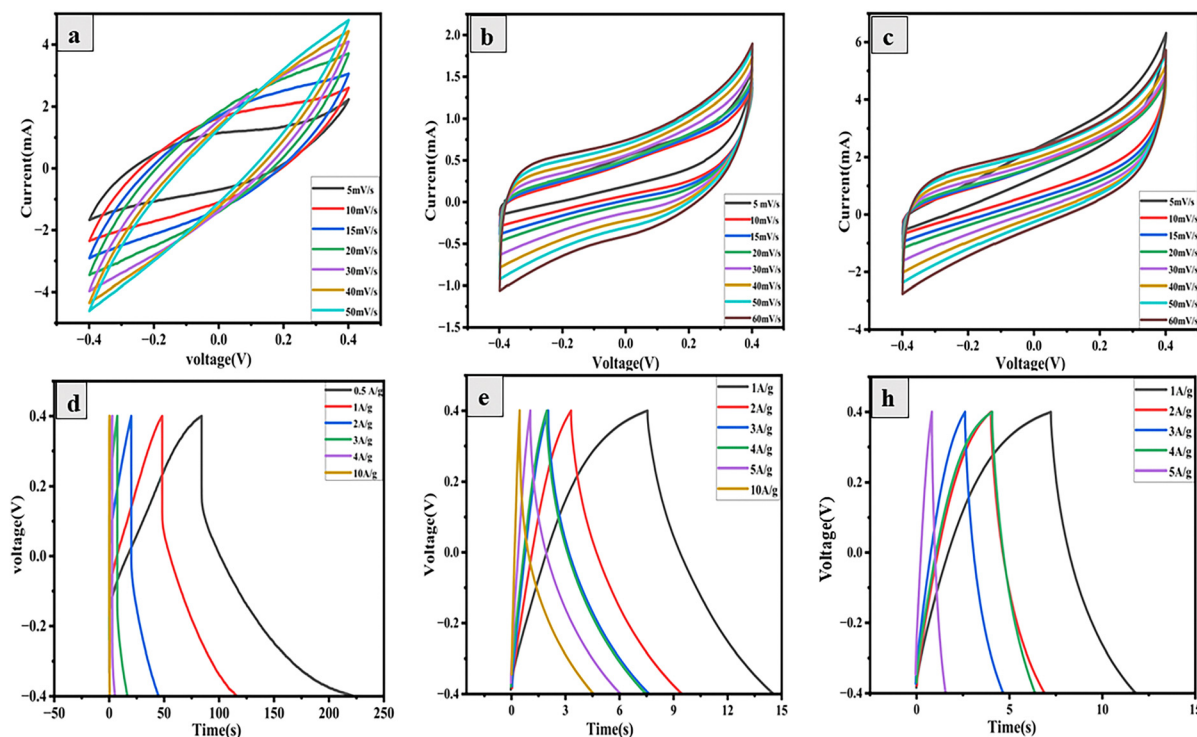 a
Current(mA)
4
2
0
−2
−4
−0.4
−0.2
0.0
0.2
0.4
voltage(V)
5mV/s
10mV/s
15mV/s
20mV/s
30mV/s
40mV/s
50mV/s
b
Current(mA)
2.0
1.5
1.0
0.5
0.0
−0.5
−1.0
−1.5
−0.4
−0.2
0.0
0.2
0.4
Voltage(V)
5 mV/s
10mV/s
15mV/s
20mV/s
30mV/s
40mV/s
50mV/s
60mV/s
c
Current(mA)
6
4
2
0
−2
−4
−0.4
−0.2
0.0
0.2
0.4
Voltage(V)
5mV/s
10mV/s
15mV/s
20mV/s
30mV/s
40mV/s
50mV/s
60mV/s
d
voltage(V)
0.4
0.2
0.0
−0.2
−0.4
−50
0
50
100
150
200
250
Time(s)
0.5 A/g
1A/g
2A/g
3A/g
4A/g
10A/g
e
Voltage(V)
0.4
0.2
0.0
−0.2
−0.4
0
3
6
9
12
15
Time(s)
1A/g
2A/g
3A/g
4A/g
5A/g
10A/g
h
Voltage(V)
0.4
0.2
0.0
−0.2
−0.4
0
5
10
15
Time(s)
1A/g
2A/g
3A/g
4A/g
5A/g